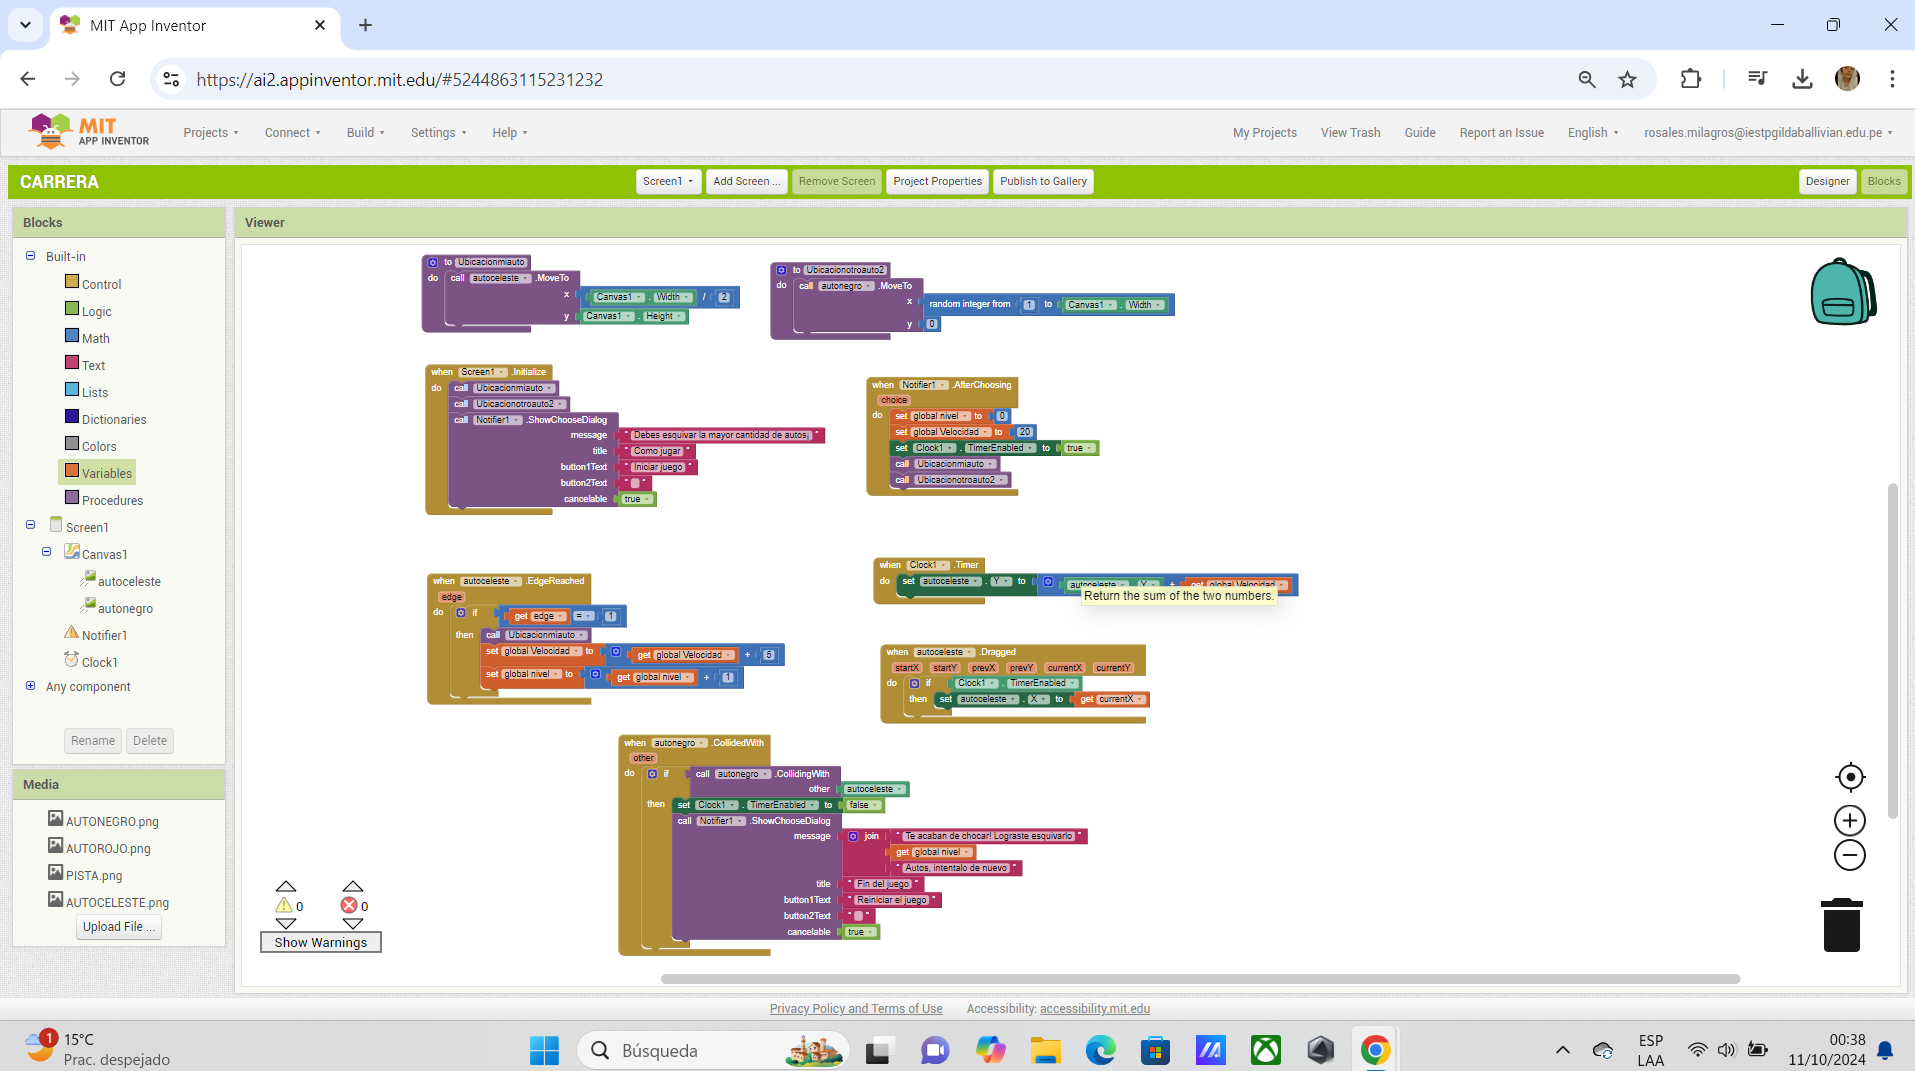 MIT App Inventor
https://ai2.appinventor.mit.edu/#5244863115231232
MIT
APP INVENTOR
Projects
Connect
Build
Settings
Help
My Projects
View Trash
Guide
Report an Issue
English
rosales.milagros@iestpgildaballivian.edu.pe
CARRERA
Screen1
Add Screen ...
Remove Screen
Project Properties
Publish to Gallery
Designer
Blocks
Blocks
Built-in
Control
Logic
Math
Text
Lists
Dictionaries
Colors
Variables
Procedures
Screen1
Canvas1
autoceleste
autonegro
Notifier1
Clock1
Any component
Rename
Delete
Media
AUTONEGRO.png
AUTOROJO.png
PISTA.png
AUTOCELESTE.png
Upload File ...
Viewer
to Ubicacionmiauto
do call autoceleste .MoveTo
x Canvas1 . Width / 2
y Canvas1 . Height
to Ubicacionotroauto2
do call autonegro .MoveTo
x random integer from 1 to Canvas1 . Width
y 0
when Screen1 .Initialize
do call Ubicacionmiauto
call Ubicacionotroauto2
call Notifier1 .ShowChooseDialog
message " Debes esquivar la mayor cantidad de autos¡ "
title " Como jugar "
button1Text " Iniciar juego "
button2Text " "
cancelable true
when Notifier1 .AfterChoosing
choice
do set global nivel to 0
set global Velocidad to 20
set Clock1 . TimerEnabled to true
call Ubicacionmiauto
call Ubicacionotroauto2
when autoceleste .EdgeReached
edge
do if get edge = 1
then call Ubicacionmiauto
set global Velocidad to get global Velocidad + 5
set global nivel to get global nivel + 1
when Clock1 .Timer
do set autoceleste . Y to autoceleste . Y + get global Velocidad
Return the sum of the two numbers.
when autoceleste .Dragged
startX startY prevX prevY currentX currentY
do if Clock1 . TimerEnabled
then set autoceleste . X to get currentX
when autonegro .CollidedWith
other
do if call autonegro .CollidingWith
other autoceleste
then set Clock1 . TimerEnabled to false
call Notifier1 .ShowChooseDialog
message join " Te acaban de chocar! Lograste esquivarlo "
get global nivel
" Autos, intentalo de nuevo "
title " Fin del juego "
button1Text " Reiniciar el juego "
button2Text " "
cancelable true
0
0
Show Warnings
Privacy Policy and Terms of Use
Accessibility: accessibility.mit.edu
1
15°C
Prac. despejado
Búsqueda
ESP
LAA
00:38
11/10/2024